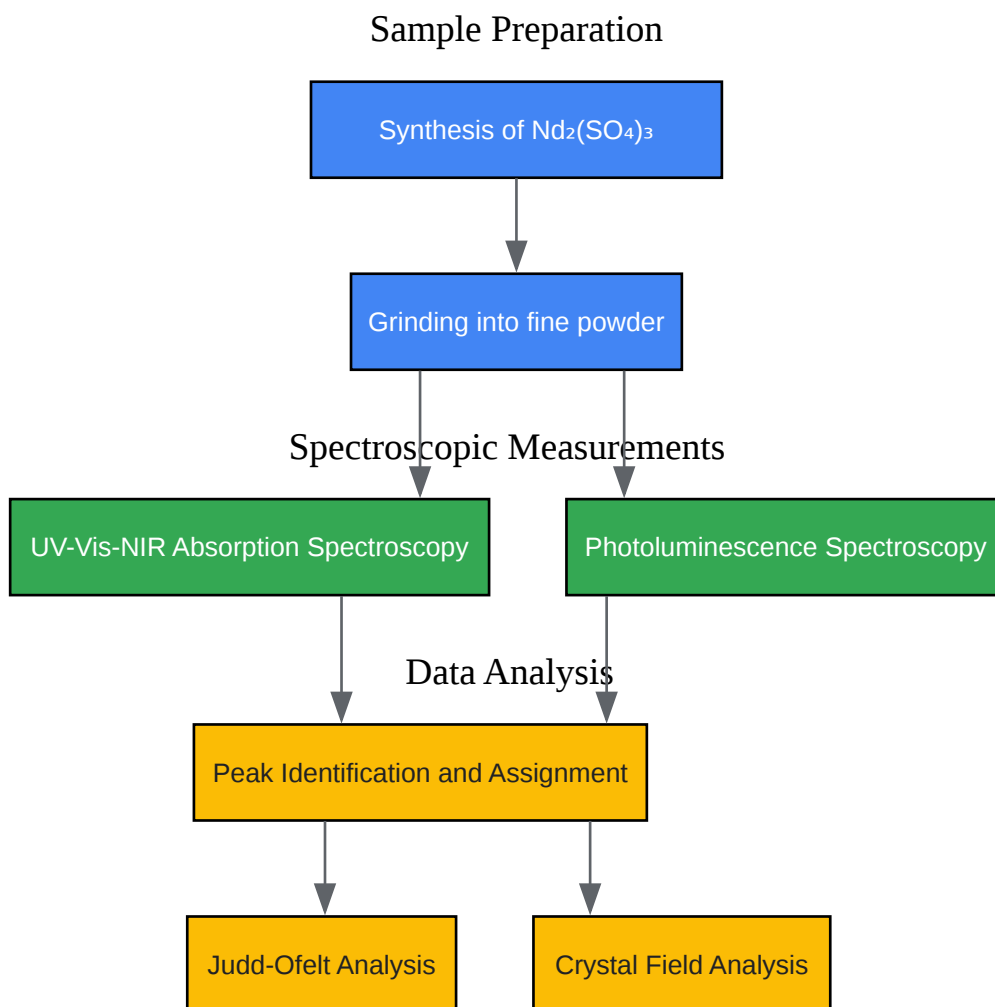 Sample Preparation
Synthesis of Nd₂(SO₄)₃
Grinding into fine powder
Spectroscopic Measurements
UV-Vis-NIR Absorption Spectroscopy
Photoluminescence Spectroscopy
Data Analysis
Peak Identification and Assignment
Judd-Ofelt Analysis
Crystal Field Analysis